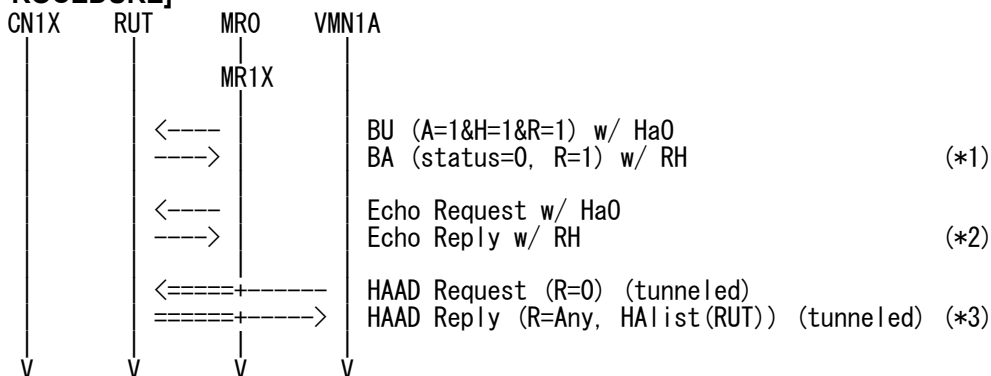 ROCEDURE]
CN1X RUT MR0 VMN1A
MR1X
<---- BU (A=1&H=1&R=1) w/ HaO
----> BA (status=0, R=1) w/ RH (*1)
<---- Echo Request w/ HaO
----> Echo Reply w/ RH (*2)
<=====+------ HAAD Request (R=0) (tunneled)
======+-----> HAAD Reply (R=Any, HAlist(RUT)) (tunneled) (*3)
V V V V